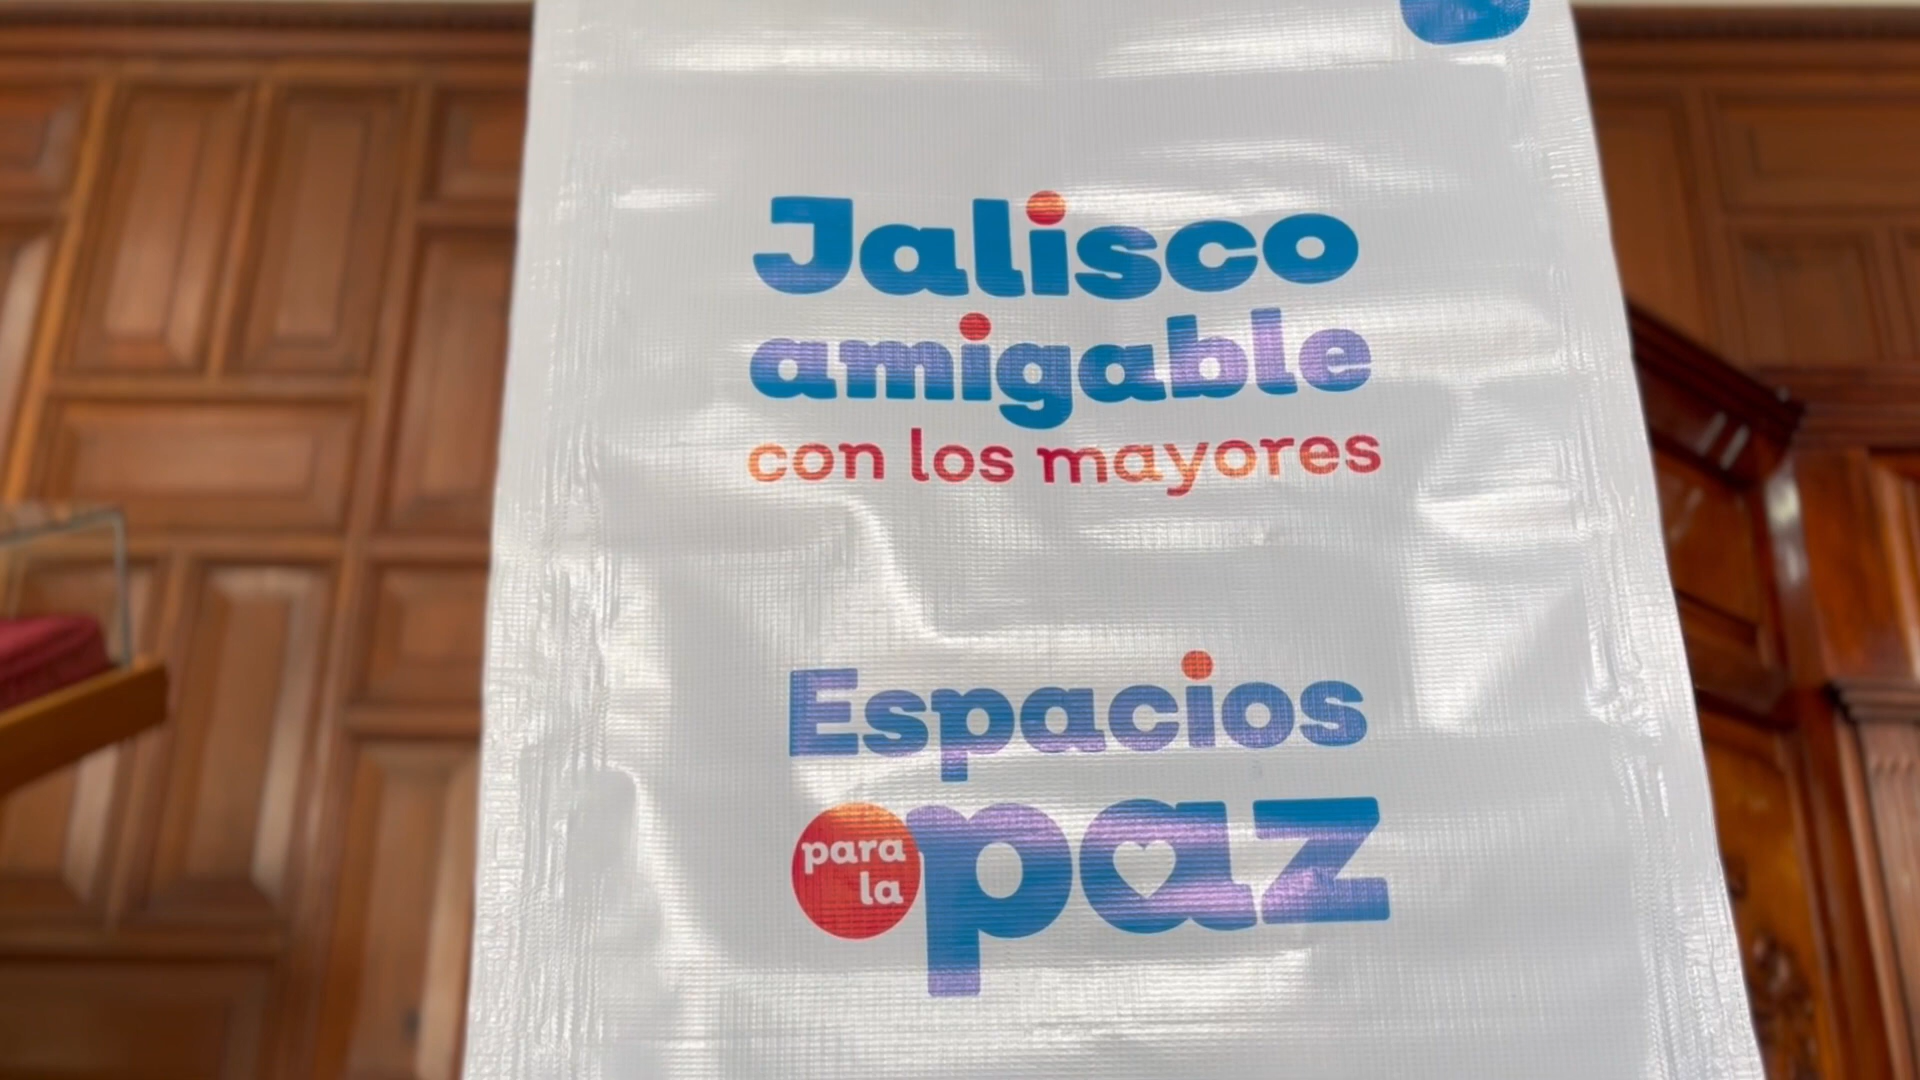 Jalisco
amigable
con los mayores
Espacios
para
la
paz